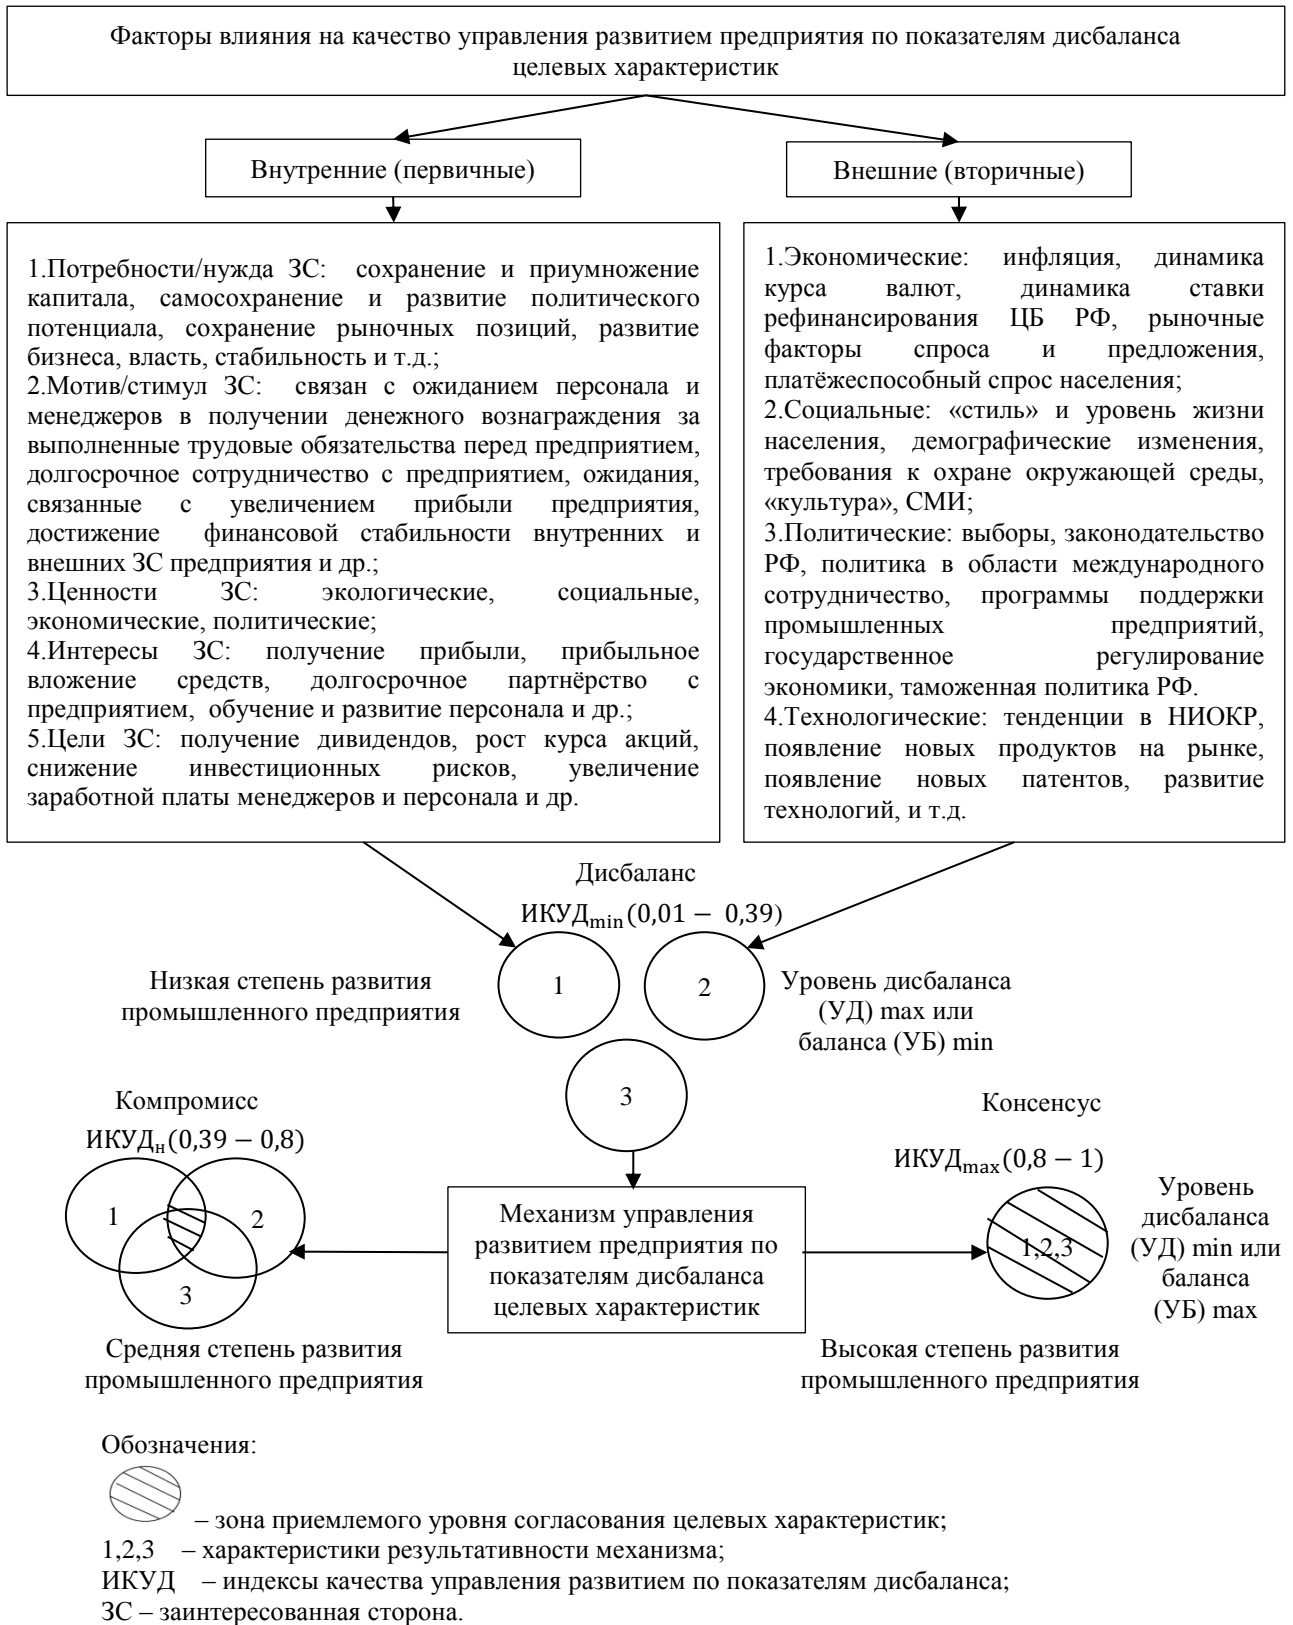 Факторы влияния на качество управления развитием предприятия по показателям дисбаланса
целевых характеристик
Внутренние (первичные)
Внешние (вторичные)
1.Потребности/нужда ЗС: сохранение и приумножение
капитала, самосохранение и развитие политического
потенциала, сохранение рыночных позиций, развитие
бизнеса, власть, стабильность и т.д.;
2.Мотив/стимул ЗС: связан с ожиданием персонала и
менеджеров в получении денежного вознаграждения за
выполненные трудовые обязательства перед предприятием,
долгосрочное сотрудничество с предприятием, ожидания,
связанные с увеличением прибыли предприятия,
достижение финансовой стабильности внутренних и
внешних ЗС предприятия и др.;
3.Ценности ЗС: экологические, социальные,
экономические, политические;
4.Интересы ЗС: получение прибыли, прибыльное
вложение средств, долгосрочное партнёрство с
предприятием, обучение и развитие персонала и др.;
5.Цели ЗС: получение дивидендов, рост курса акций,
снижение инвестиционных рисков, увеличение
заработной платы менеджеров и персонала и др.
1.Экономические: инфляция, динамика
курса валют, динамика ставки
рефинансирования ЦБ РФ, рыночные
факторы спроса и предложения,
платёжеспособный спрос населения;
2.Социальные: «стиль» и уровень жизни
населения, демографические изменения,
требования к охране окружающей среды,
«культура», СМИ;
3.Политические: выборы, законодательство
РФ, политика в области международного
сотрудничество, программы поддержки
промышленных предприятий,
государственное регулирование
экономики, таможенная политика РФ.
4.Технологические: тенденции в НИОКР,
появление новых продуктов на рынке,
появление новых патентов, развитие
технологий, и т.д.
Дисбаланс
ИКУДmin(0,01 − 0,39)
Низкая степень развития
промышленного предприятия
1
2
3
Уровень дисбаланса
(УД) max или
баланса (УБ) min
Компромисс
ИКУДн(0,39 − 0,8)
1
2
3
Средняя степень развития
промышленного предприятия
Механизм управления
развитием предприятия по
показателям дисбаланса
целевых характеристик
Консенсус
ИКУДmax(0,8 − 1)
1,2,3
Уровень
дисбаланса
(УД) min или
баланса
(УБ) max
Высокая степень развития
промышленного предприятия
Обозначения:
– зона приемлемого уровня согласования целевых характеристик;
1,2,3 – характеристики результативности механизма;
ИКУД – индексы качества управления развитием по показателям дисбаланса;
ЗС – заинтересованная сторона.